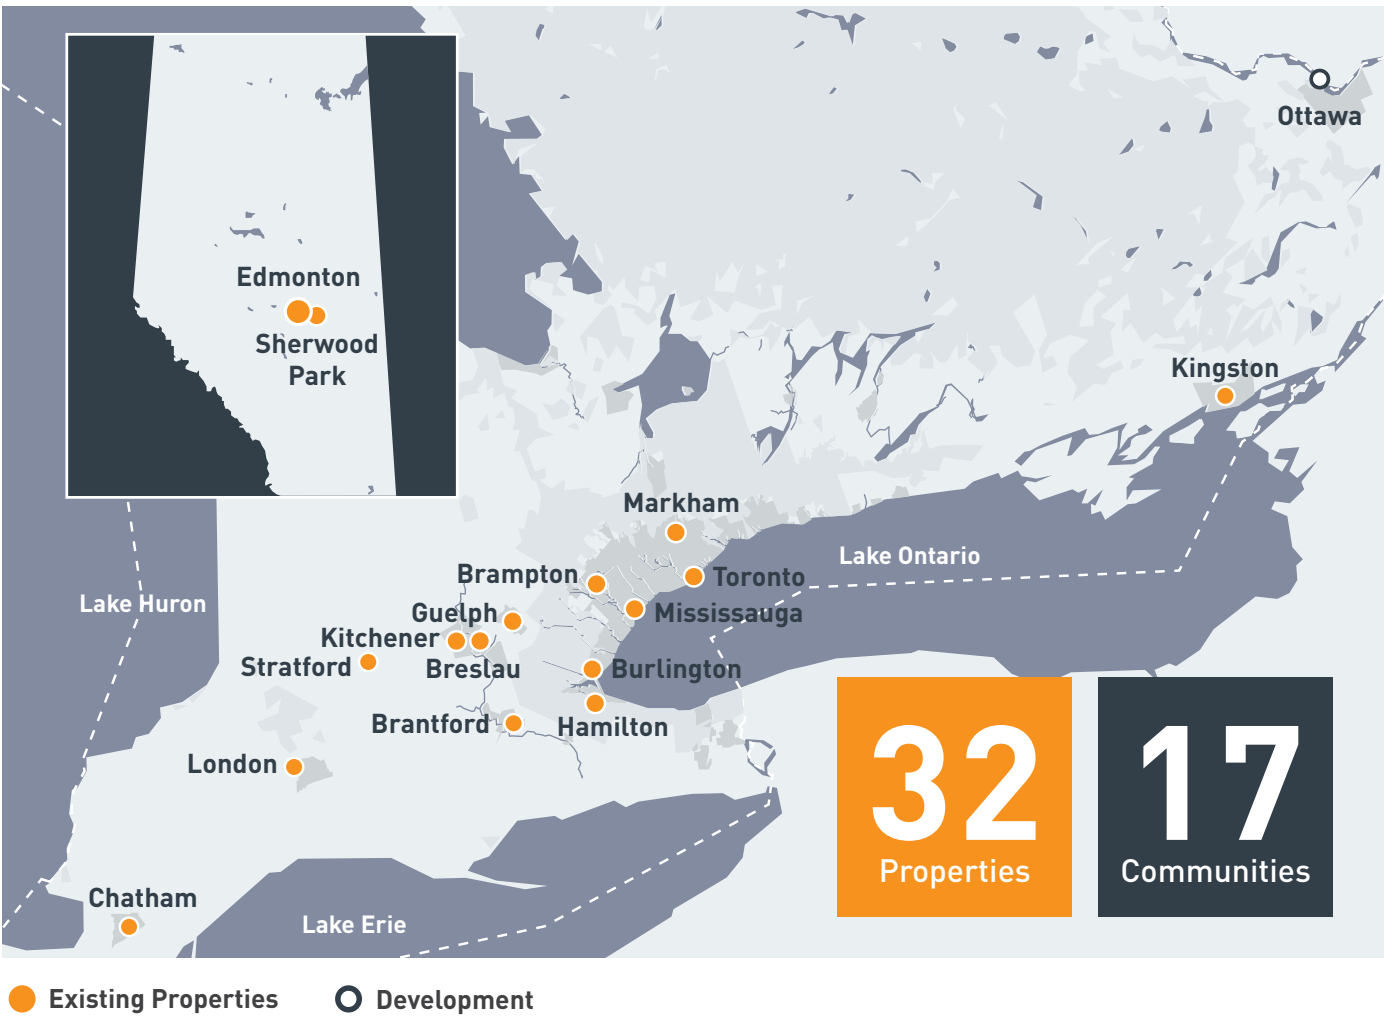 Ottawa
Edmonton
Sherwood
Park
Kingston
Markham
Lake Ontario
Brampton
Toronto
Lake Huron
Guelph
Mississauga
Kitchener
Stratford
Breslau
Burlington
Brantford
Hamilton
London
32
Properties
17
Communities
Chatham
Lake Erie
Existing Properties
Development